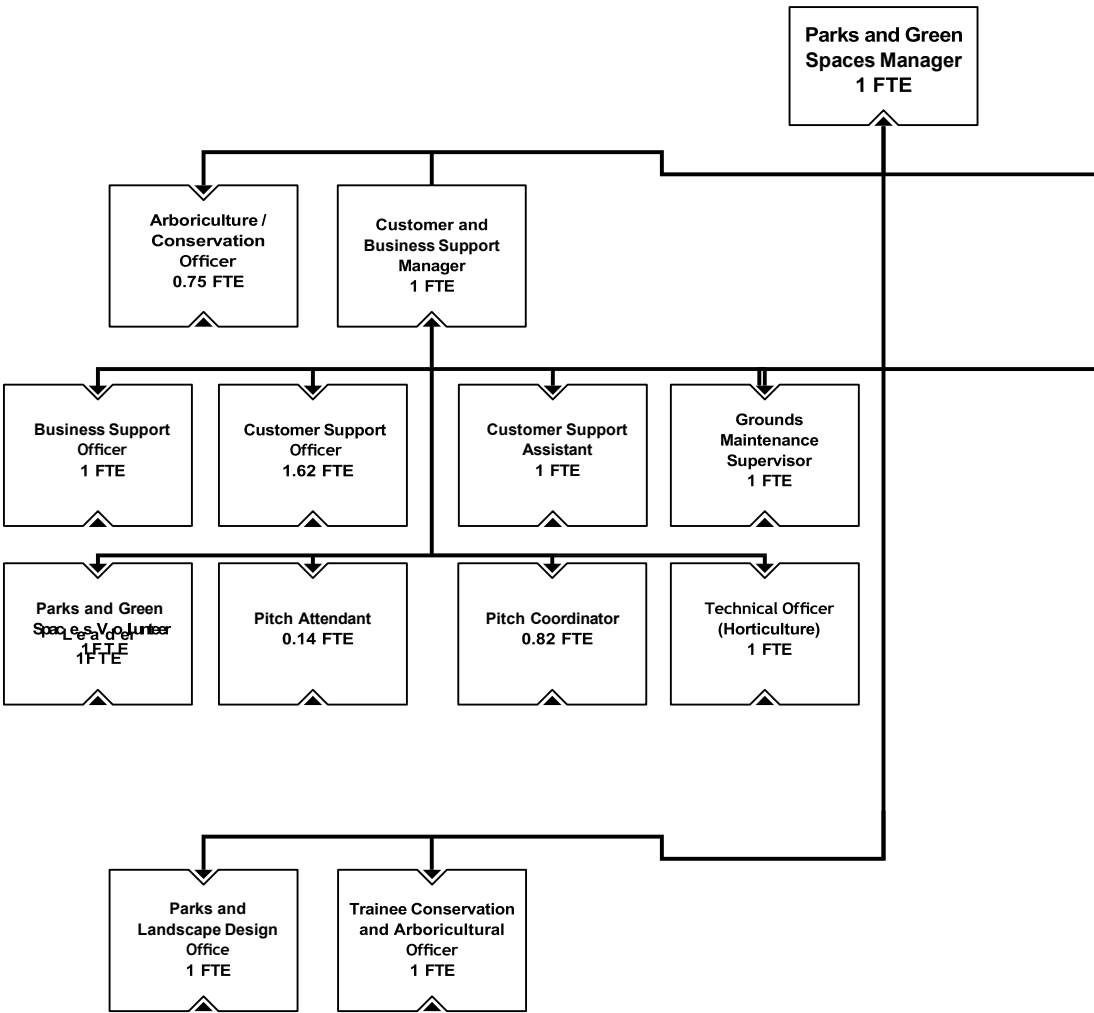 Parks and Green
Spaces Manager
1 FTE
Arboriculture /
Conservation
Officer
0.75 FTE
Customer and
Business Support
Manager
1 FTE
Business Support
Officer
1 FTE
Customer Support
Officer
1.62 FTE
Customer Support
Assistant
1 FTE
Grounds
Maintenance
Supervisor
1 FTE
Parks and Green
1 FTE
Pitch Attendant
0.14 FTE
Pitch Coordinator
0.82 FTE
Technical Officer
(Horticulture)
1 FTE
Parks and
Landscape Design
Office
1 FTE
Trainee Conservation
and Arboricultural
Officer
1 FTE